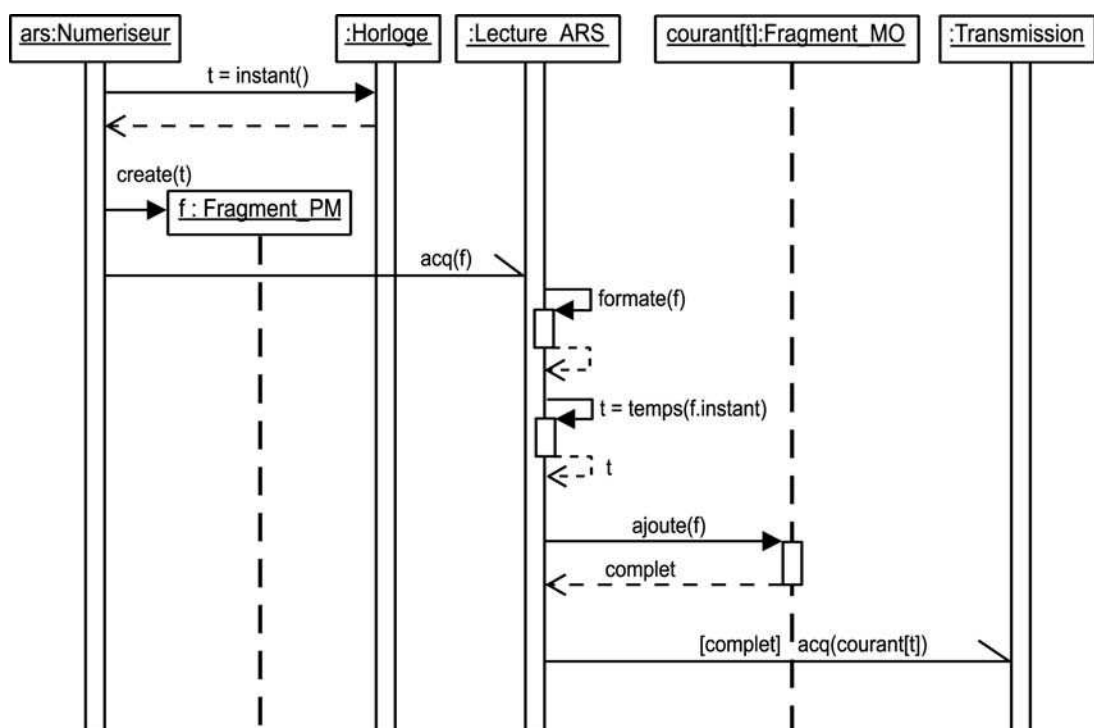 ars:Numeriseur
:Horloge
:Lecture_ARS
courant[t]:Fragment_MO
:Transmission
t = instant()
create(t)
f : Fragment_PM
acq(f)
formate(f)
t = temps(f.instant)
t
ajoute(f)
complet
[complet] acq(courant[t])